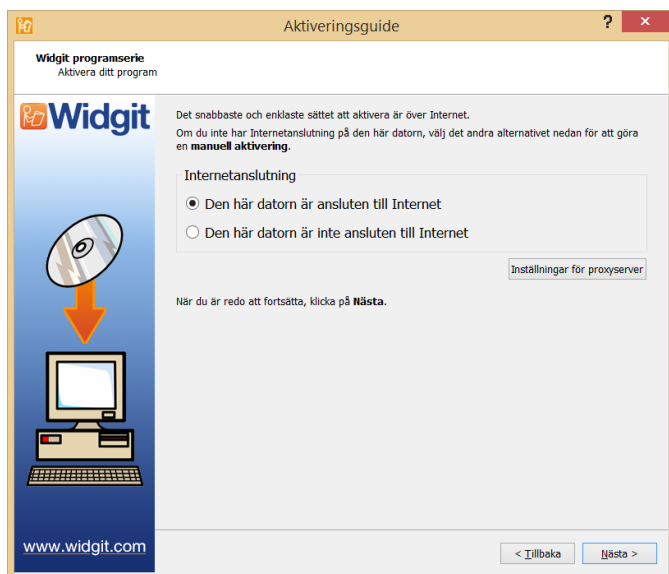 Aktiveringsguide
Widgit programserie
Aktivera ditt program
Widgit
Det snabbaste och enklaste sättet att aktivera är över Internet.
Om du inte har Internetanslutning på den här datorn, välj det andra alternativet nedan för att göra
en manuell aktivering.
Internetanslutning
Den här datorn är ansluten till Internet
Den här datorn är inte ansluten till Internet
Inställningar för proxyserver
När du är redo att fortsätta, klicka på Nästa.
www.widgit.com
< Tillbaka
Nästa >